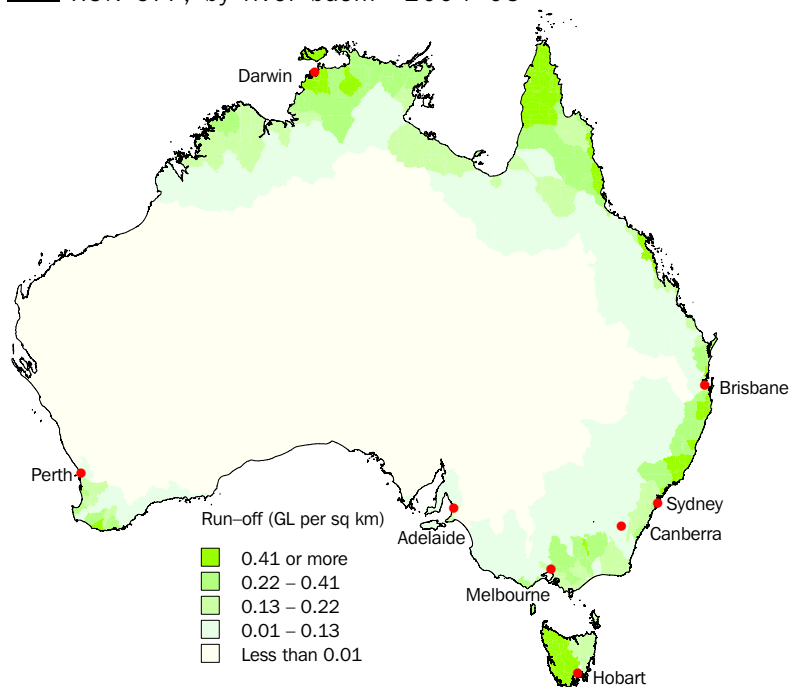 Darwin
Brisbane
Perth
Sydney
Canberra
Adelaide
Melbourne
Hobart
Run–off (GL per sq km)
0.41 or more
0.22 – 0.41
0.13 – 0.22
0.01 – 0.13
Less than 0.01